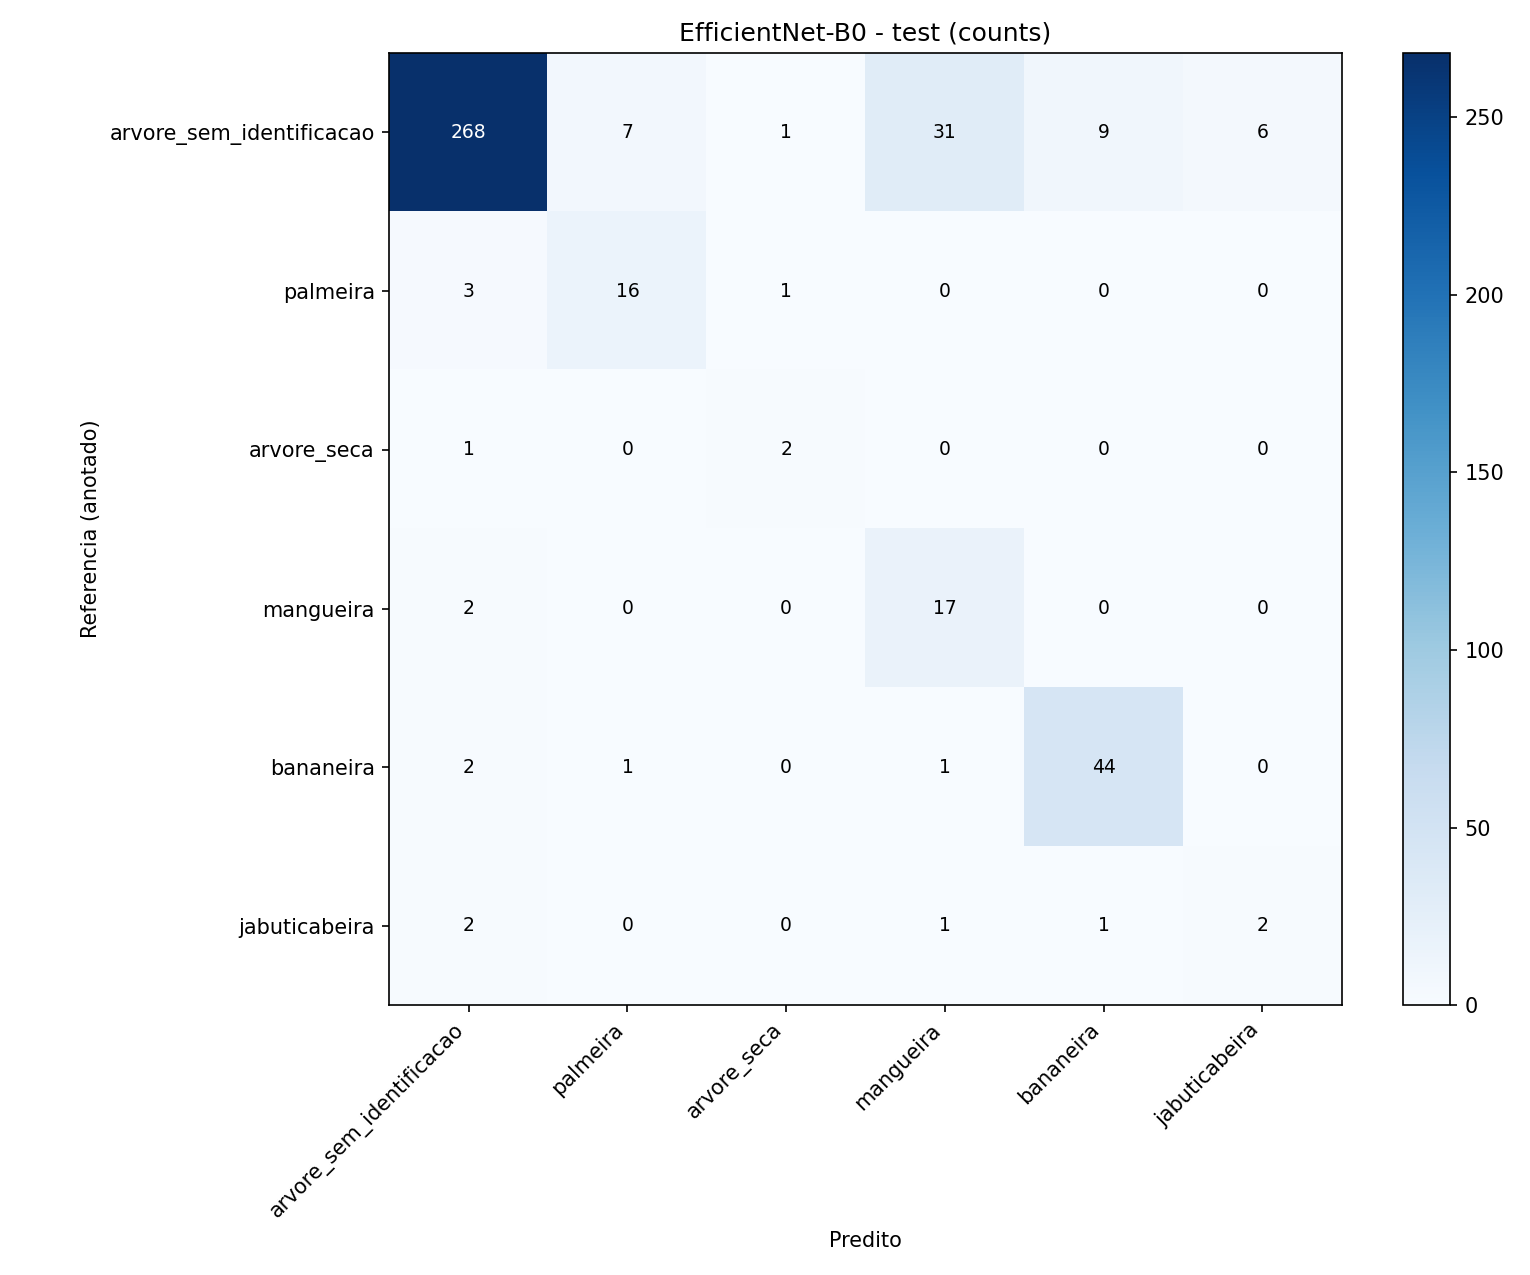 EfficientNet-B0 - test (counts)
arvore_sem_identificacao 268 7 1 31 9 6
palmeira 3 16 1 0 0 0
arvore_seca 1 0 2 0 0 0
mangueira 2 0 0 17 0 0
bananeira 2 1 0 1 44 0
jabuticabeira 2 0 0 1 1 2
Referencia (anotado)
arvore_sem_identificacao palmeira arvore_seca mangueira bananeira jabuticabeira
Predito
250
200
150
100
50
0